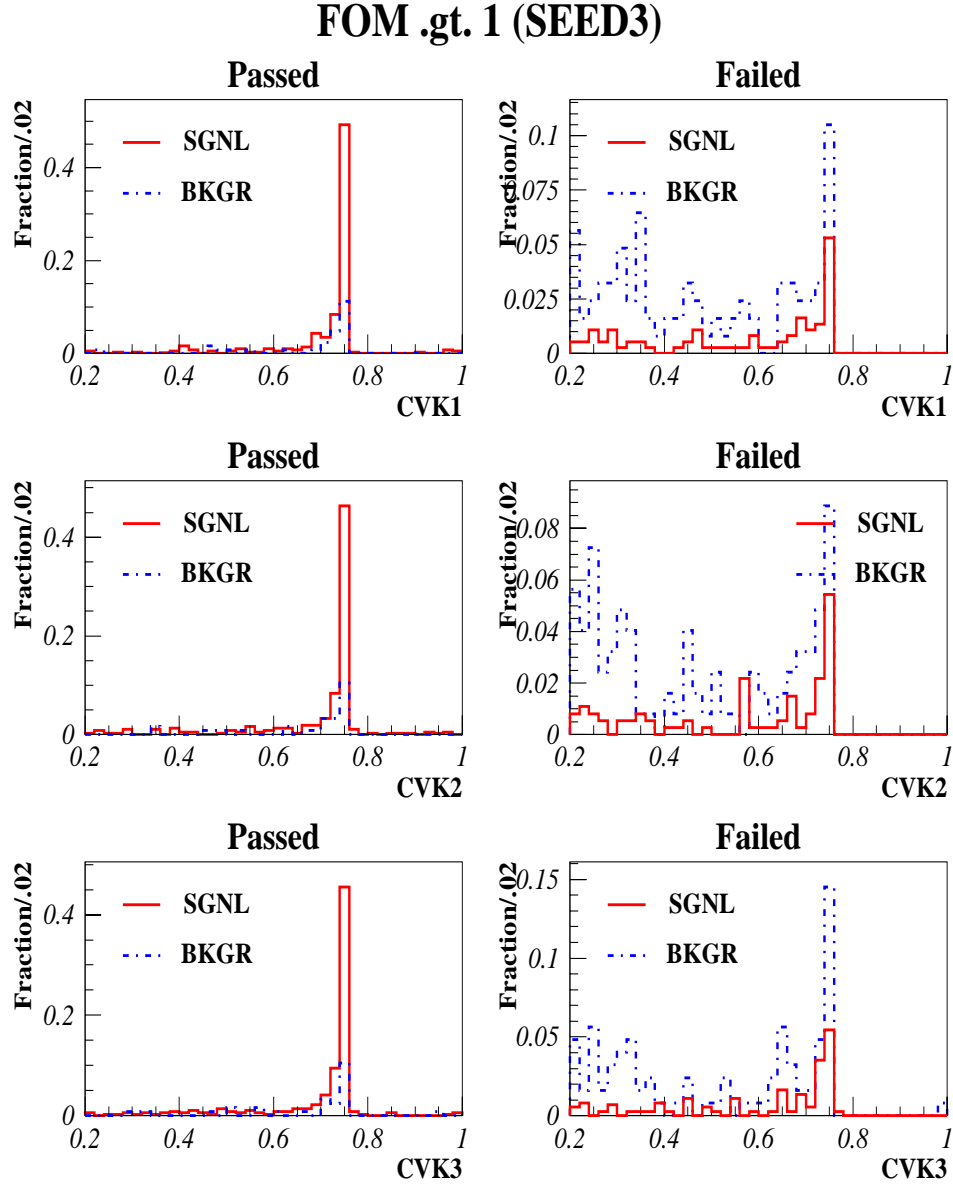 FOM .gt. 1 (SEED3)
Passed
Fraction/.02
SGNL
BKGR
0.4
0.2
0
0.2 0.4 0.6 0.8 1
CVK1
Failed
Fraction/.02
SGNL
BKGR
0.1
0.075
0.05
0.025
0
0.2 0.4 0.6 0.8 1
CVK1
Passed
Fraction/.02
SGNL
BKGR
0.4
0.2
0
0.2 0.4 0.6 0.8 1
CVK2
Failed
Fraction/.02
SGNL
BKGR
0.08
0.06
0.04
0.02
0
0.2 0.4 0.6 0.8 1
CVK2
Passed
Fraction/.02
SGNL
BKGR
0.4
0.2
0
0.2 0.4 0.6 0.8 1
CVK3
Failed
Fraction/.02
SGNL
BKGR
0.15
0.1
0.05
0
0.2 0.4 0.6 0.8 1
CVK3